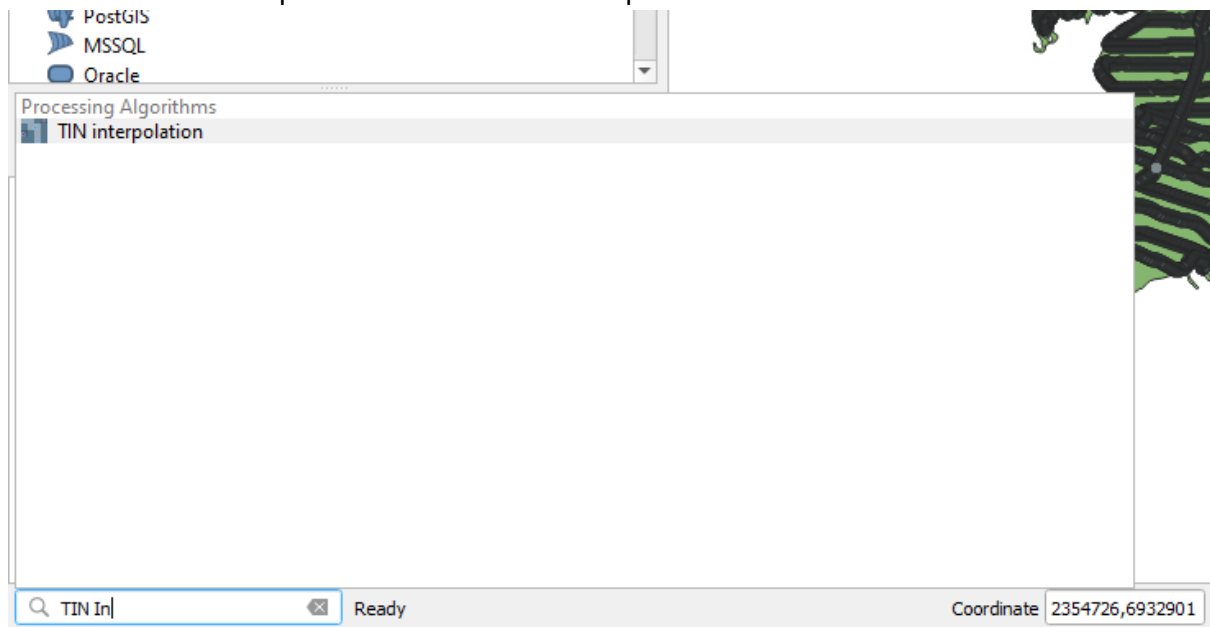 PostGIS
MSSQL
Oracle
Processing Algorithms
TIN interpolation
TIN In
Ready
Coordinate 2354726,6932901